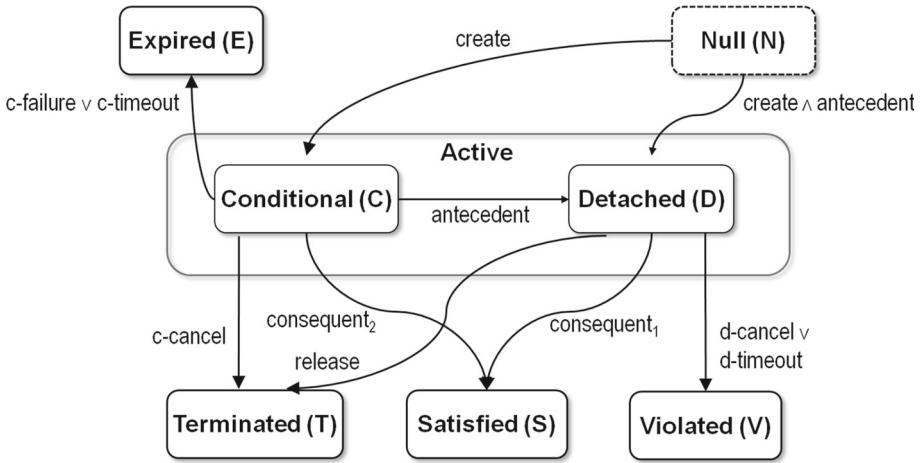 Expired (E)
create
Null (N)
c-failure ∨ c-timeout
create ∧ antecedent
Active
Conditional (C)
antecedent
Detached (D)
c-cancel
consequent₂
release
consequent₁
d-cancel ∨
d-timeout
Terminated (T)
Satisfied (S)
Violated (V)